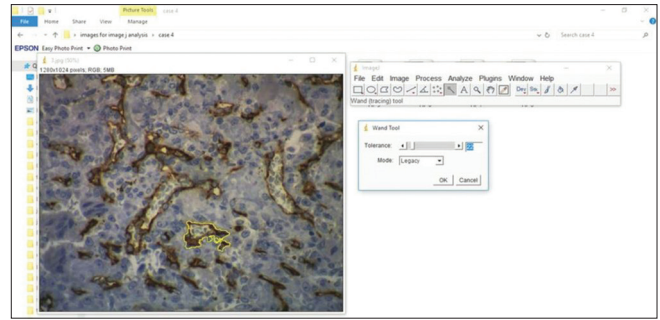 Picture Tools case 4
File Home Share View Manage
images for image j analysis > case 4
Search case 4
EPSON Easy Photo Print Photo Print
1280x1024 pixels; RGB; 5MB
ImageJ
File Edit Image Process Analyze Plugins Window Help
Wand (tracing) tool
Wand Tool
Tolerance:
Mode: Legacy
OK Cancel